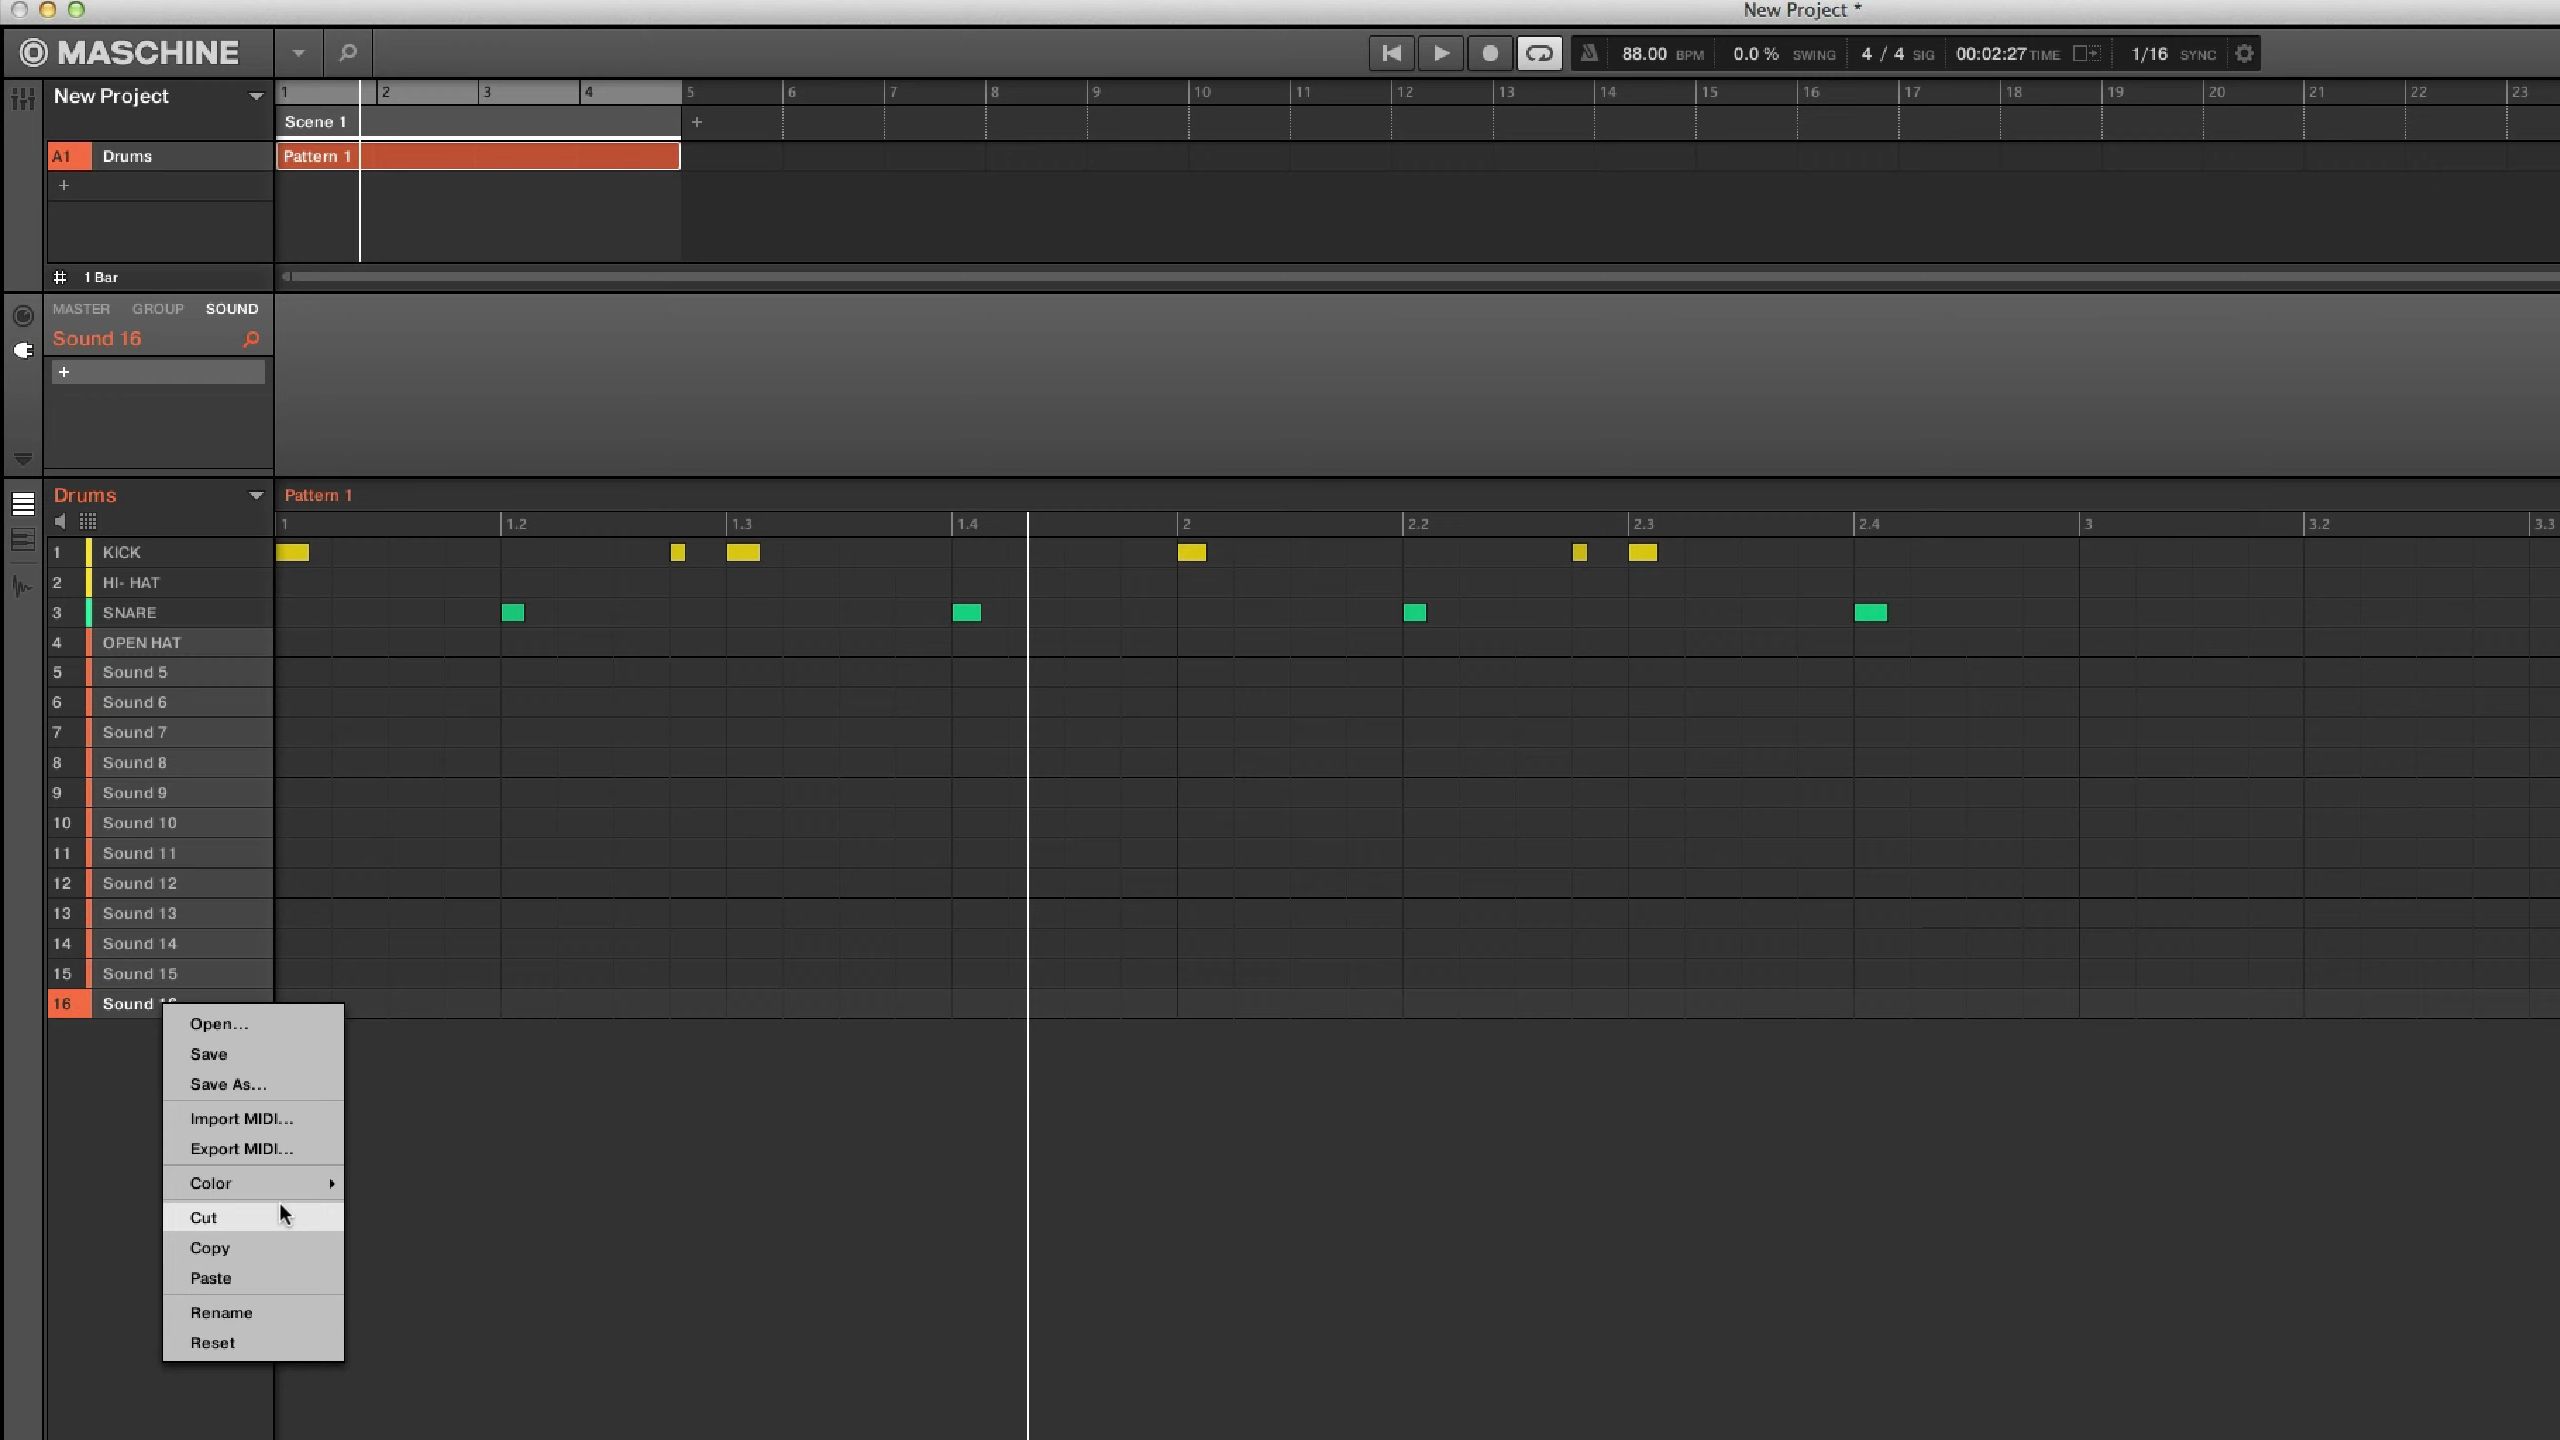 New Project *
MASCHINE
88.00 BPM 0.0 % SWING 4 / 4 SIG 00:02:27 TIME 1/16 SYNC
New Project
1 2 3 4 5 6 7 8 9 10 11 12 13 14 15 16 17 18 19 20 21 22 23
Scene 1 +
A1 Drums Pattern 1
+
1 Bar
MASTER GROUP SOUND
Sound 16
+
Drums Pattern 1
1 1.2 1.3 1.4 2 2.2 2.3 2.4 3 3.2 3.3
1 KICK
2 HI- HAT
3 SNARE
4 OPEN HAT
5 Sound 5
6 Sound 6
7 Sound 7
8 Sound 8
9 Sound 9
10 Sound 10
11 Sound 11
12 Sound 12
13 Sound 13
14 Sound 14
15 Sound 15
16 Sound
Open...
Save
Save As...
Import MIDI...
Export MIDI...
Color
Cut
Copy
Paste
Rename
Reset